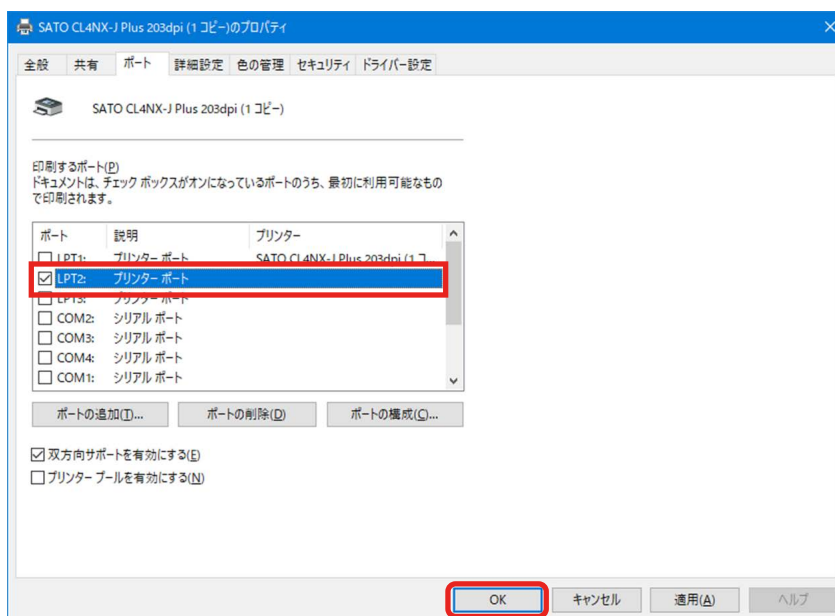 SATO CL4NX-J Plus 203dpi (1 コピー)のプロパティ
全般 共有 ポート 詳細設定 色の管理 セキュリティ ドライバー設定
SATO CL4NX-J Plus 203dpi (1 コピー)
印刷するポート(P)
ドキュメントは、チェック ボックスがオンになっているポートのうち、最初に利用可能なもの
で印刷されます。
ポート 説明 プリンター
LPT1: プリンター ポート SATO CL4NX-J Plus 203dpi (1 コ...
LPT2: プリンター ポート
LPT3: プリンター ポート
COM2: シリアル ポート
COM3: シリアル ポート
COM4: シリアル ポート
COM1: シリアル ポート
ポートの追加(T)... ポートの削除(D) ポートの構成(C)...
双方向サポートを有効にする(E)
プリンター プールを有効にする(N)
OK キャンセル 適用(A) ヘルプ